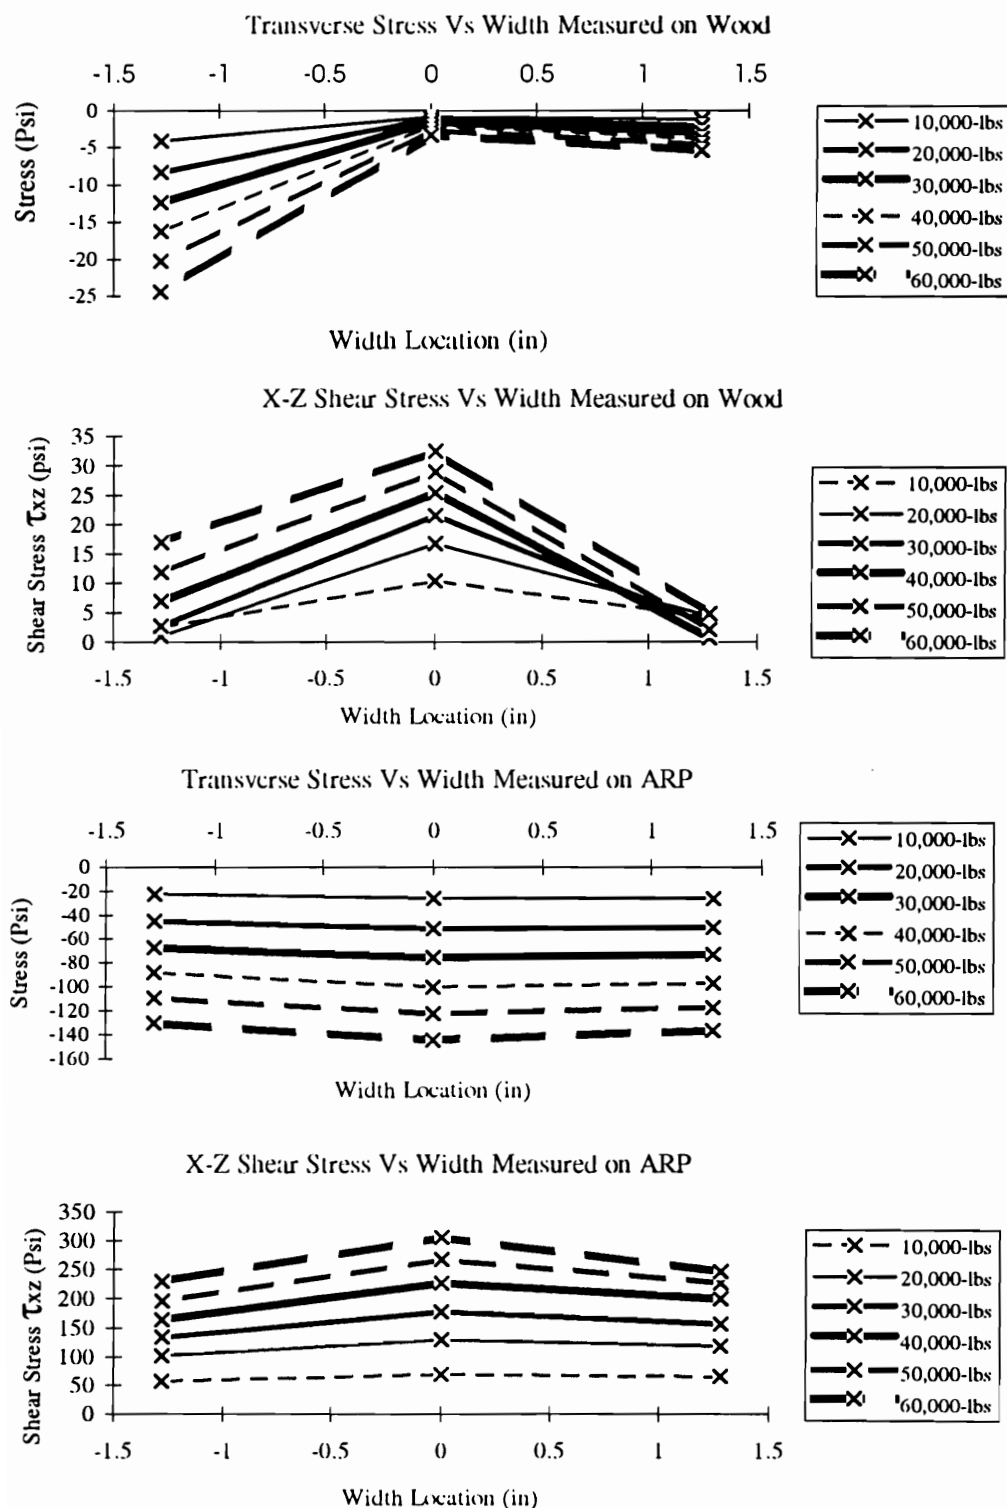 Transverse Stress Vs Width Measured on Wood
-1.5 -1 -0.5 0 0.5 1 1.5
0
-5
-10
-15
-20
-25
Stress (Psi)
10,000-lbs
20,000-lbs
30,000-lbs
40,000-lbs
50,000-lbs
60,000-lbs
Width Location (in)
X-Z Shear Stress Vs Width Measured on Wood
35
30
25
20
15
10
5
0
Shear Stress τxz (psi)
10,000-lbs
20,000-lbs
30,000-lbs
40,000-lbs
50,000-lbs
60,000-lbs
-1.5 -1 -0.5 0 0.5 1 1.5
Width Location (in)
Transverse Stress Vs Width Measured on ARP
-1.5 -1 -0.5 0 0.5 1 1.5
0
-20
-40
-60
-80
-100
-120
-140
-160
Stress (Psi)
10,000-lbs
20,000-lbs
30,000-lbs
40,000-lbs
50,000-lbs
60,000-lbs
Width Location (in)
X-Z Shear Stress Vs Width Measured on ARP
350
300
250
200
150
100
50
0
Shear Stress τxz (Psi)
10,000-lbs
20,000-lbs
30,000-lbs
40,000-lbs
50,000-lbs
60,000-lbs
-1.5 -1 -0.5 0 0.5 1 1.5
Width Location (in)